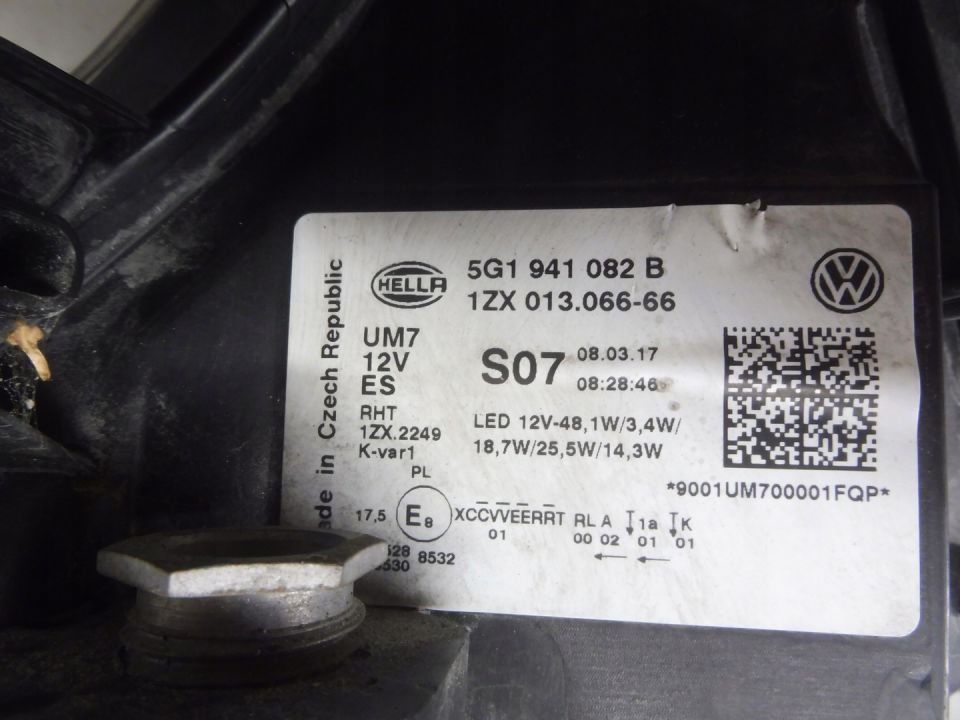 HELLA
5G1 941 082 B
1ZX 013.066-66
VW
in Czech Republic
UM7
12V
ES
S07
08.03.17
08:28:46
RHT
1ZX.2249
K-var1
PL
LED 12V-48,1W/3,4W/
18,7W/25,5W/14,3W
*9001UM700001FQP*
17,5 E8 XCCVVEERRT RL A 1a K
01 00 02 01 01
8532